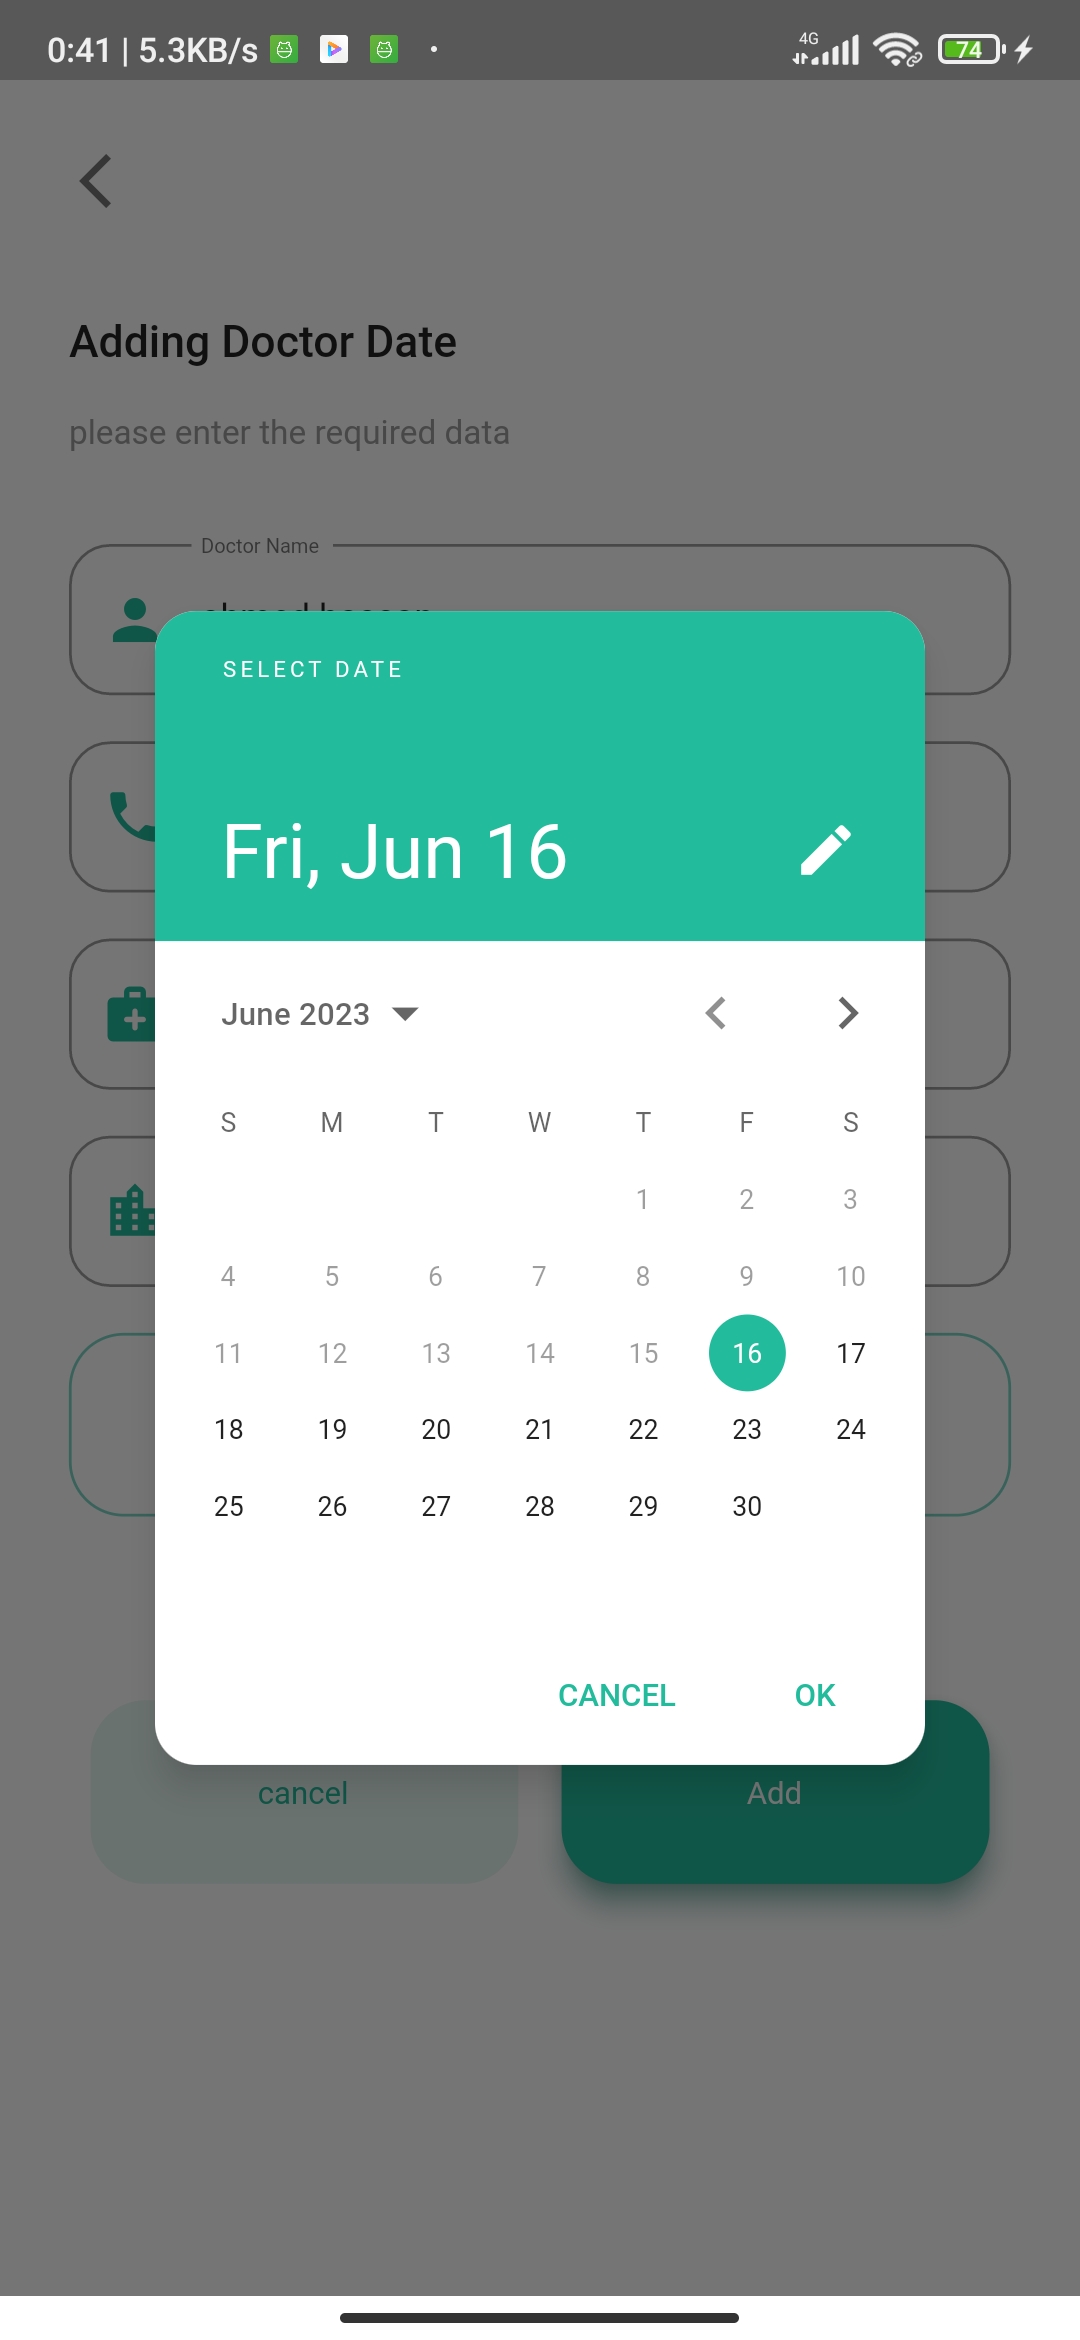 0:41 | 5.3KB/s
4G
74
Adding Doctor Date
please enter the required data
Doctor Name
SELECT DATE
Fri, Jun 16
June 2023
S M T W T F S
1 2 3
4 5 6 7 8 9 10
11 12 13 14 15 16 17
18 19 20 21 22 23 24
25 26 27 28 29 30
CANCEL OK
cancel Add